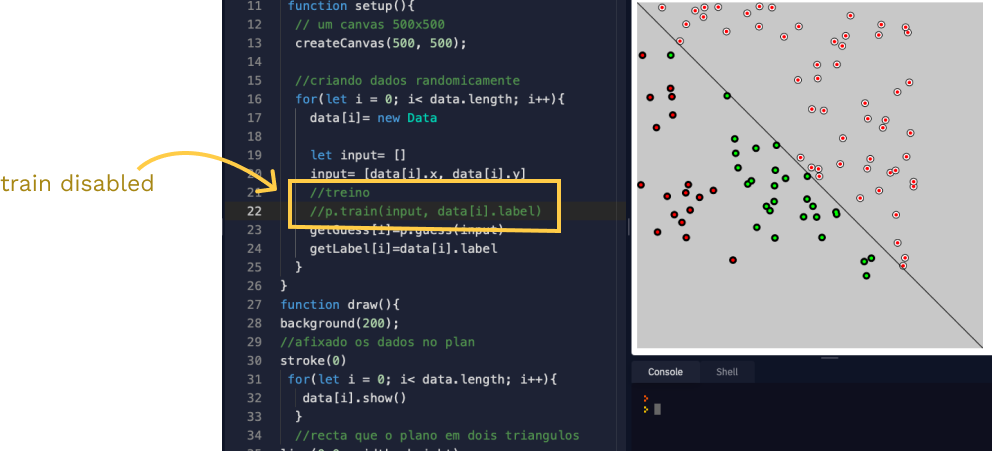 train disabled
11 function setup(){
12 // um canvas 500x500
13 createCanvas(500, 500);
14
15 //criando dados randomicamente
16 for(let i = 0; i< data.length; i++){
17 data[i]= new Data
18
19 let input= []
20 input= [data[i].x, data[i].y]
21 //treino
22 //p.train(input, data[i].label)
23 getGuess[i]=p.guess(input)
24 getLabel[i]=data[i].label
25 }
26 }
27 function draw(){
28 background(200);
29 //afixado os dados no plan
30 stroke(0)
31 for(let i = 0; i< data.length; i++){
32 data[i].show()
33 }
34 //recta que o plano em dois triangulos
Console Shell